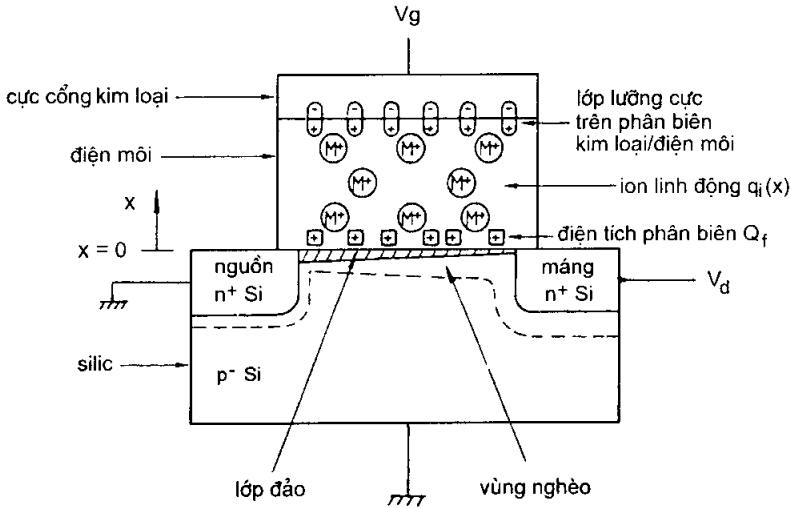 Vg
cực cổng kim loại
lớp lưỡng cực
trên phân biên
kim loại/điện môi
điện môi
ion linh động qi(x)
x
điện tích phân biên Qf
x = 0
nguồn
n+ Si
máng
n+ Si
Vd
silic
p- Si
lớp đảo
vùng nghèo
- - - - - -
+ + + + + +
M+ M+ M+
M+ M+
M+ M+ M+
+ + + + + +